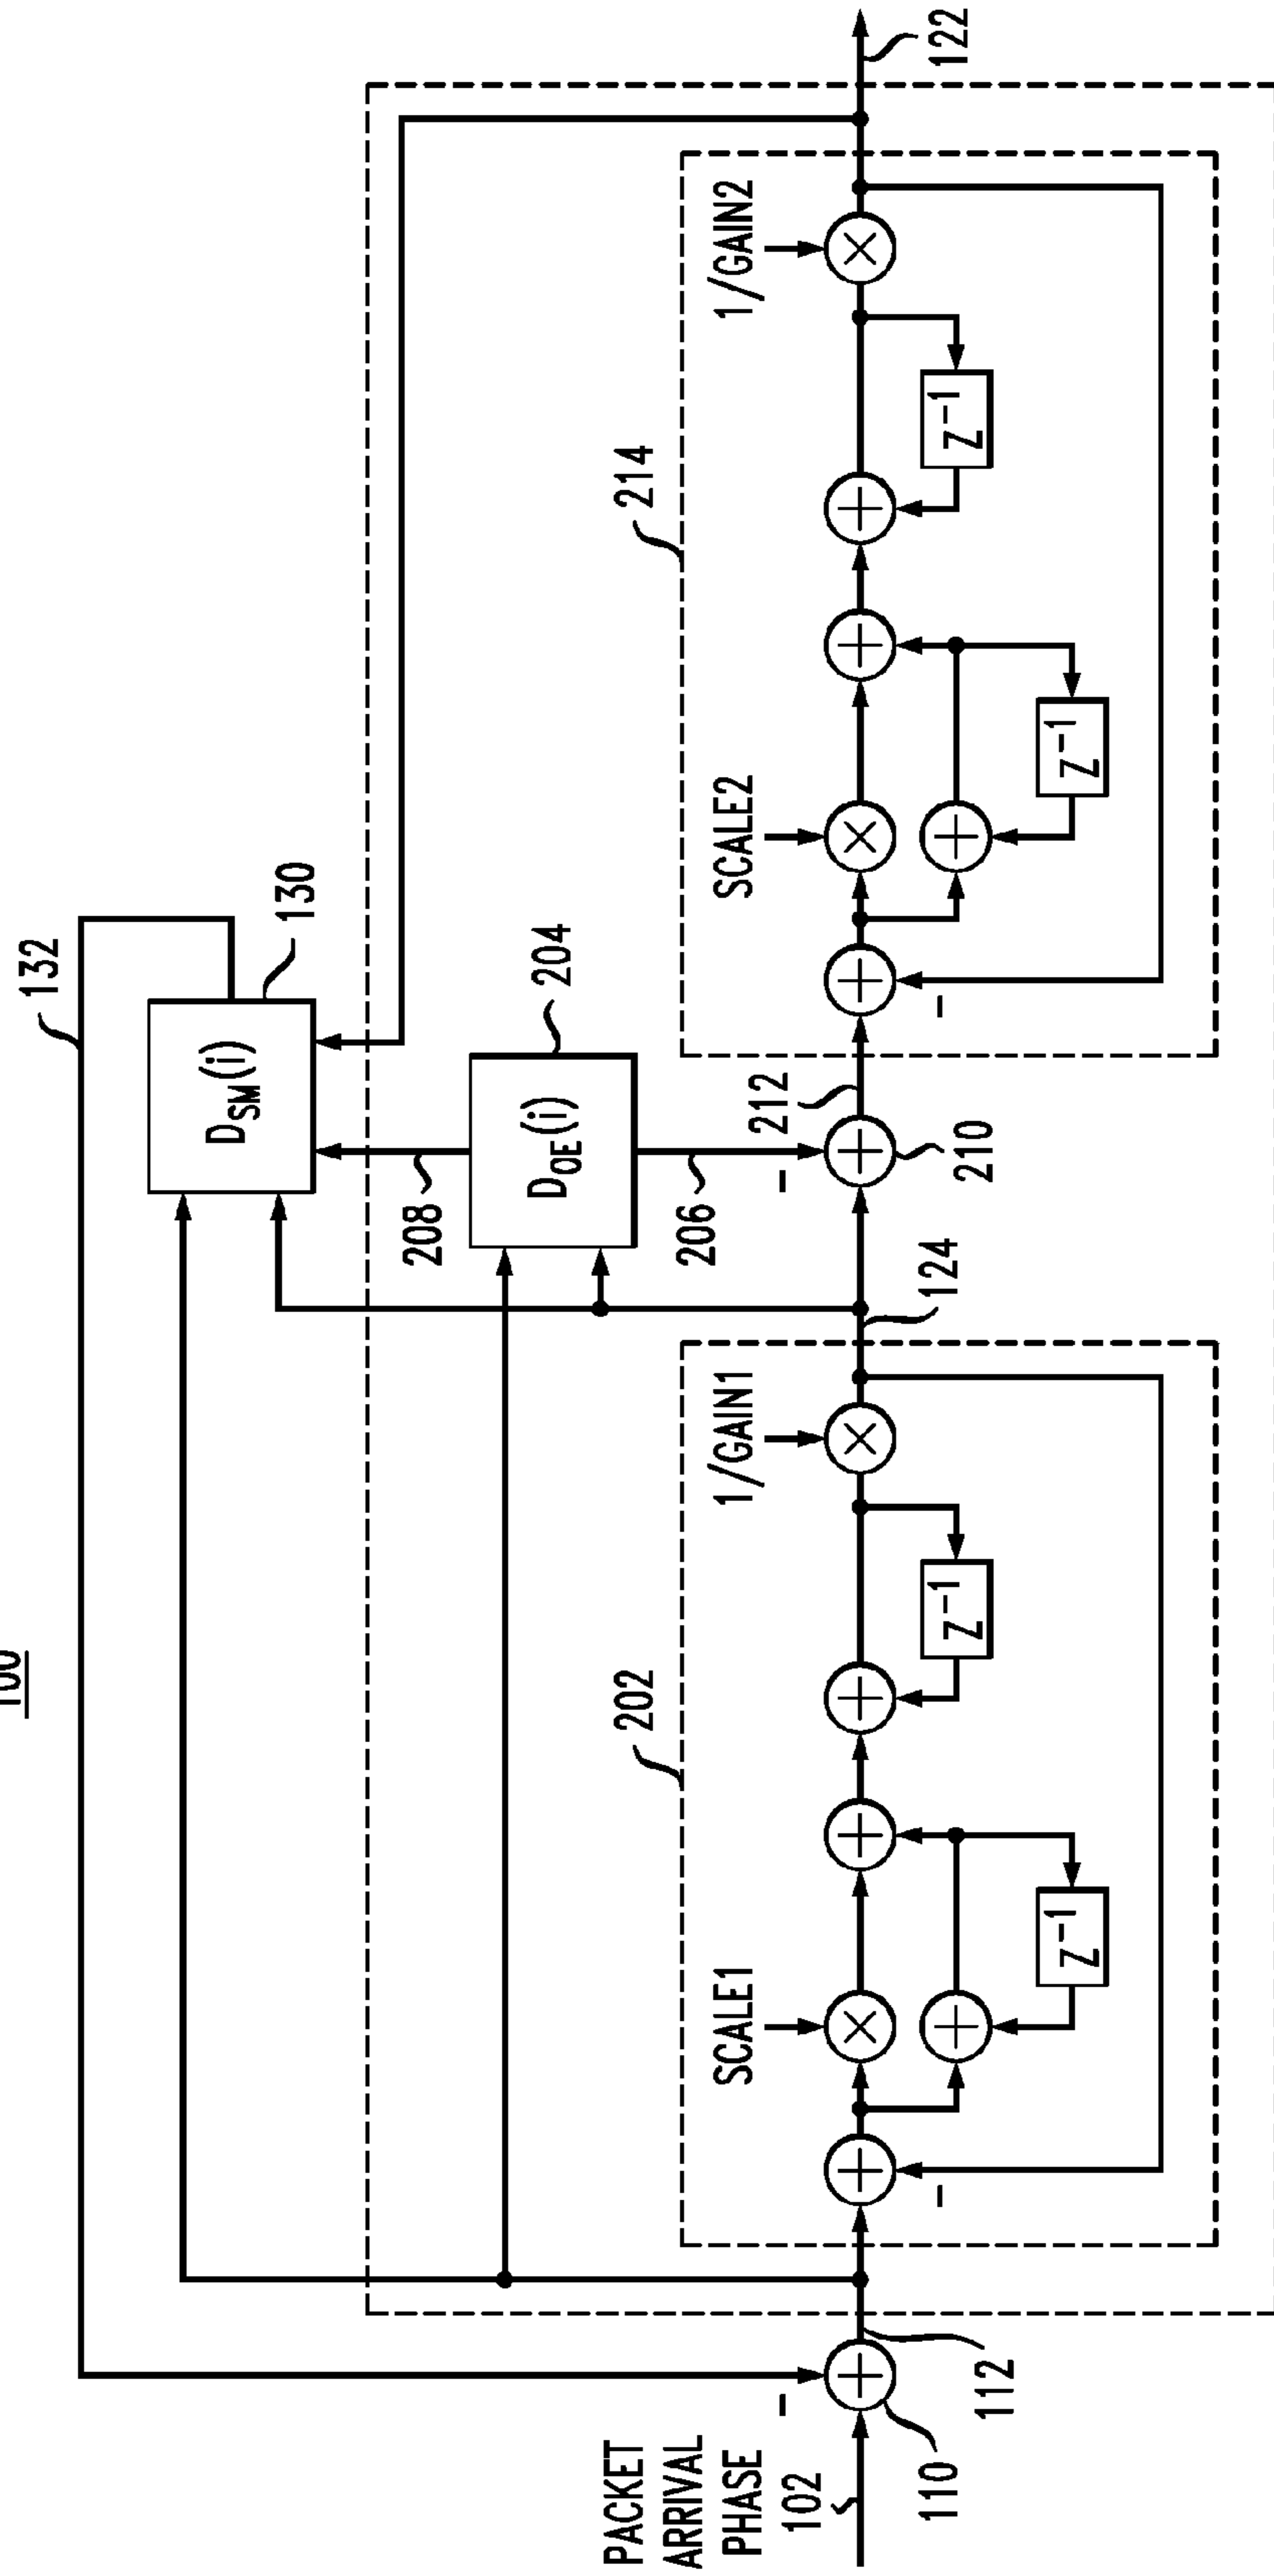 132
D_SM(i)
130
208
D_OE(i)
204
206
202
SCALE1
1/GAIN1
Z⁻¹
Z⁻¹
124
212
210
214
SCALE2
1/GAIN2
Z⁻¹
Z⁻¹
122
PACKET
ARRIVAL
PHASE
102
110
112